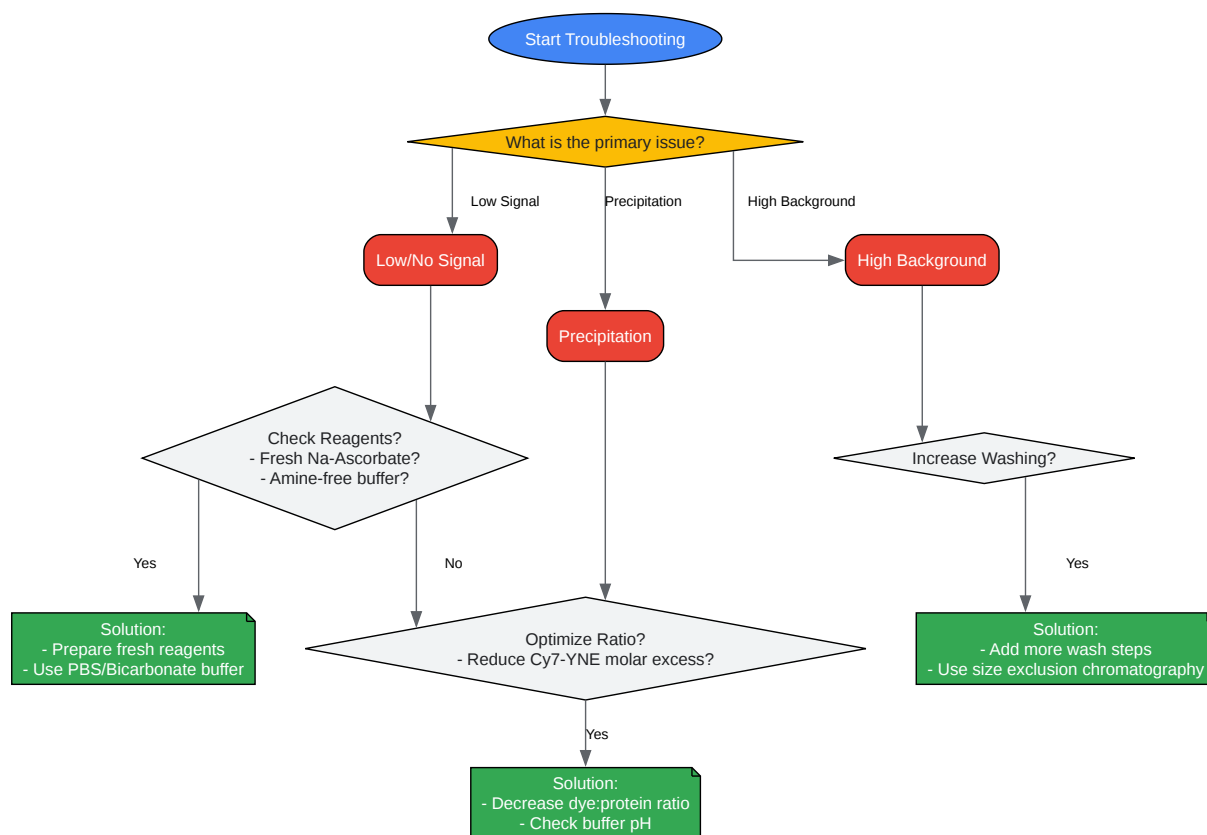 Start Troubleshooting
What is the primary issue?
Low Signal
Precipitation
High Background
Low/No Signal
High Background
Precipitation
Check Reagents?
- Fresh Na-Ascorbate?
- Amine-free buffer?
Increase Washing?
Yes
No
Yes
Solution:
- Prepare fresh reagents
- Use PBS/Bicarbonate buffer
Optimize Ratio?
- Reduce Cy7-YNE molar excess?
Solution:
- Add more wash steps
- Use size exclusion chromatography
Yes
Solution:
- Decrease dye:protein ratio
- Check buffer pH